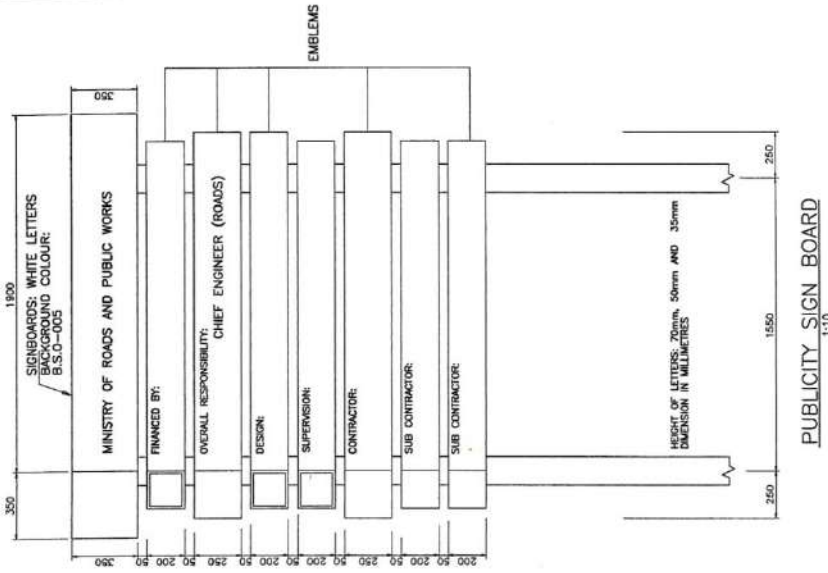 350
1900
SIGNBOARDS: WHITE LETTERS
BACKGROUND COLOUR:
B.S.O-005
350
350
MINISTRY OF ROADS AND PUBLIC WORKS
EMBLEMS
50
200
FINANCED BY:
50
250
OVERALL RESPONSIBILITY:
CHIEF ENGINEER (ROADS)
50
200
DESIGN:
50
200
SUPERVISION:
50
250
CONTRACTOR:
50
200
SUB CONTRACTOR:
50
200
SUB CONTRACTOR:
HEIGHT OF LETTERS: 70mm, 50mm AND 35mm
DIMENSION IN MILLIMETRES
250
1550
250
PUBLICITY SIGN BOARD
1:10